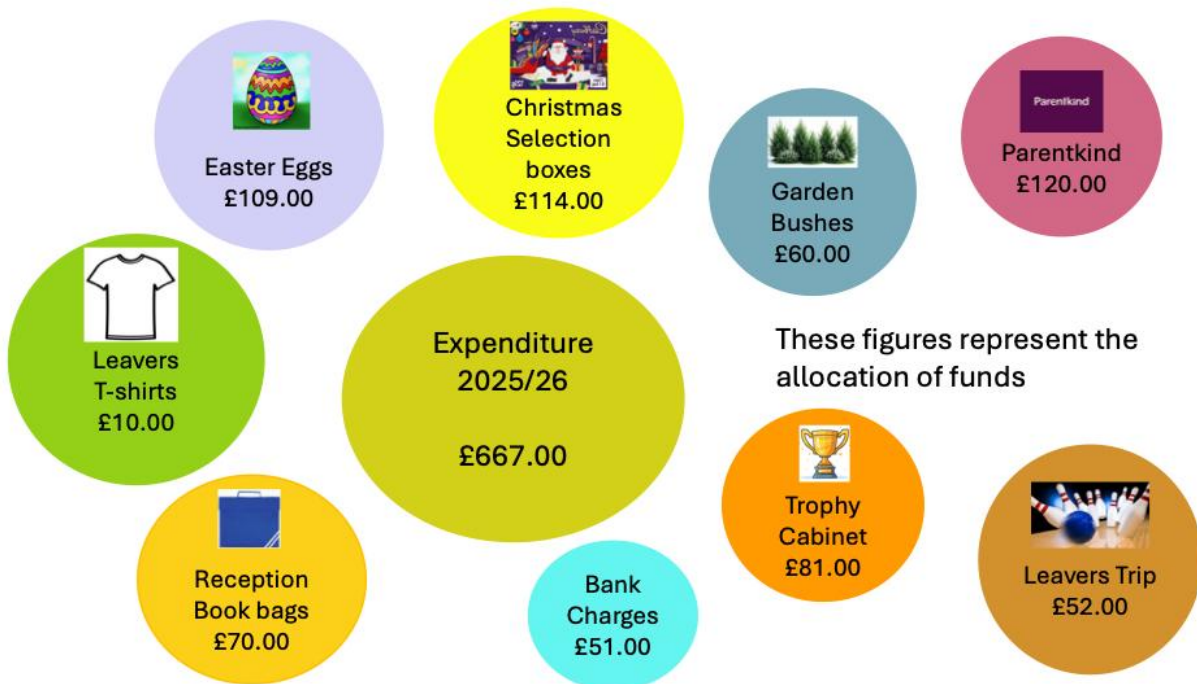 Easter Eggs
£109.00
Cadbury
Christmas
Selection
boxes
£114.00
Garden
Bushes
£60.00
Parentkind
Parentkind
£120.00
Leavers
T-shirts
£10.00
Expenditure
2025/26
£667.00
These figures represent the
allocation of funds
Reception
Book bags
£70.00
Bank
Charges
£51.00
Trophy
Cabinet
£81.00
Leavers Trip
£52.00